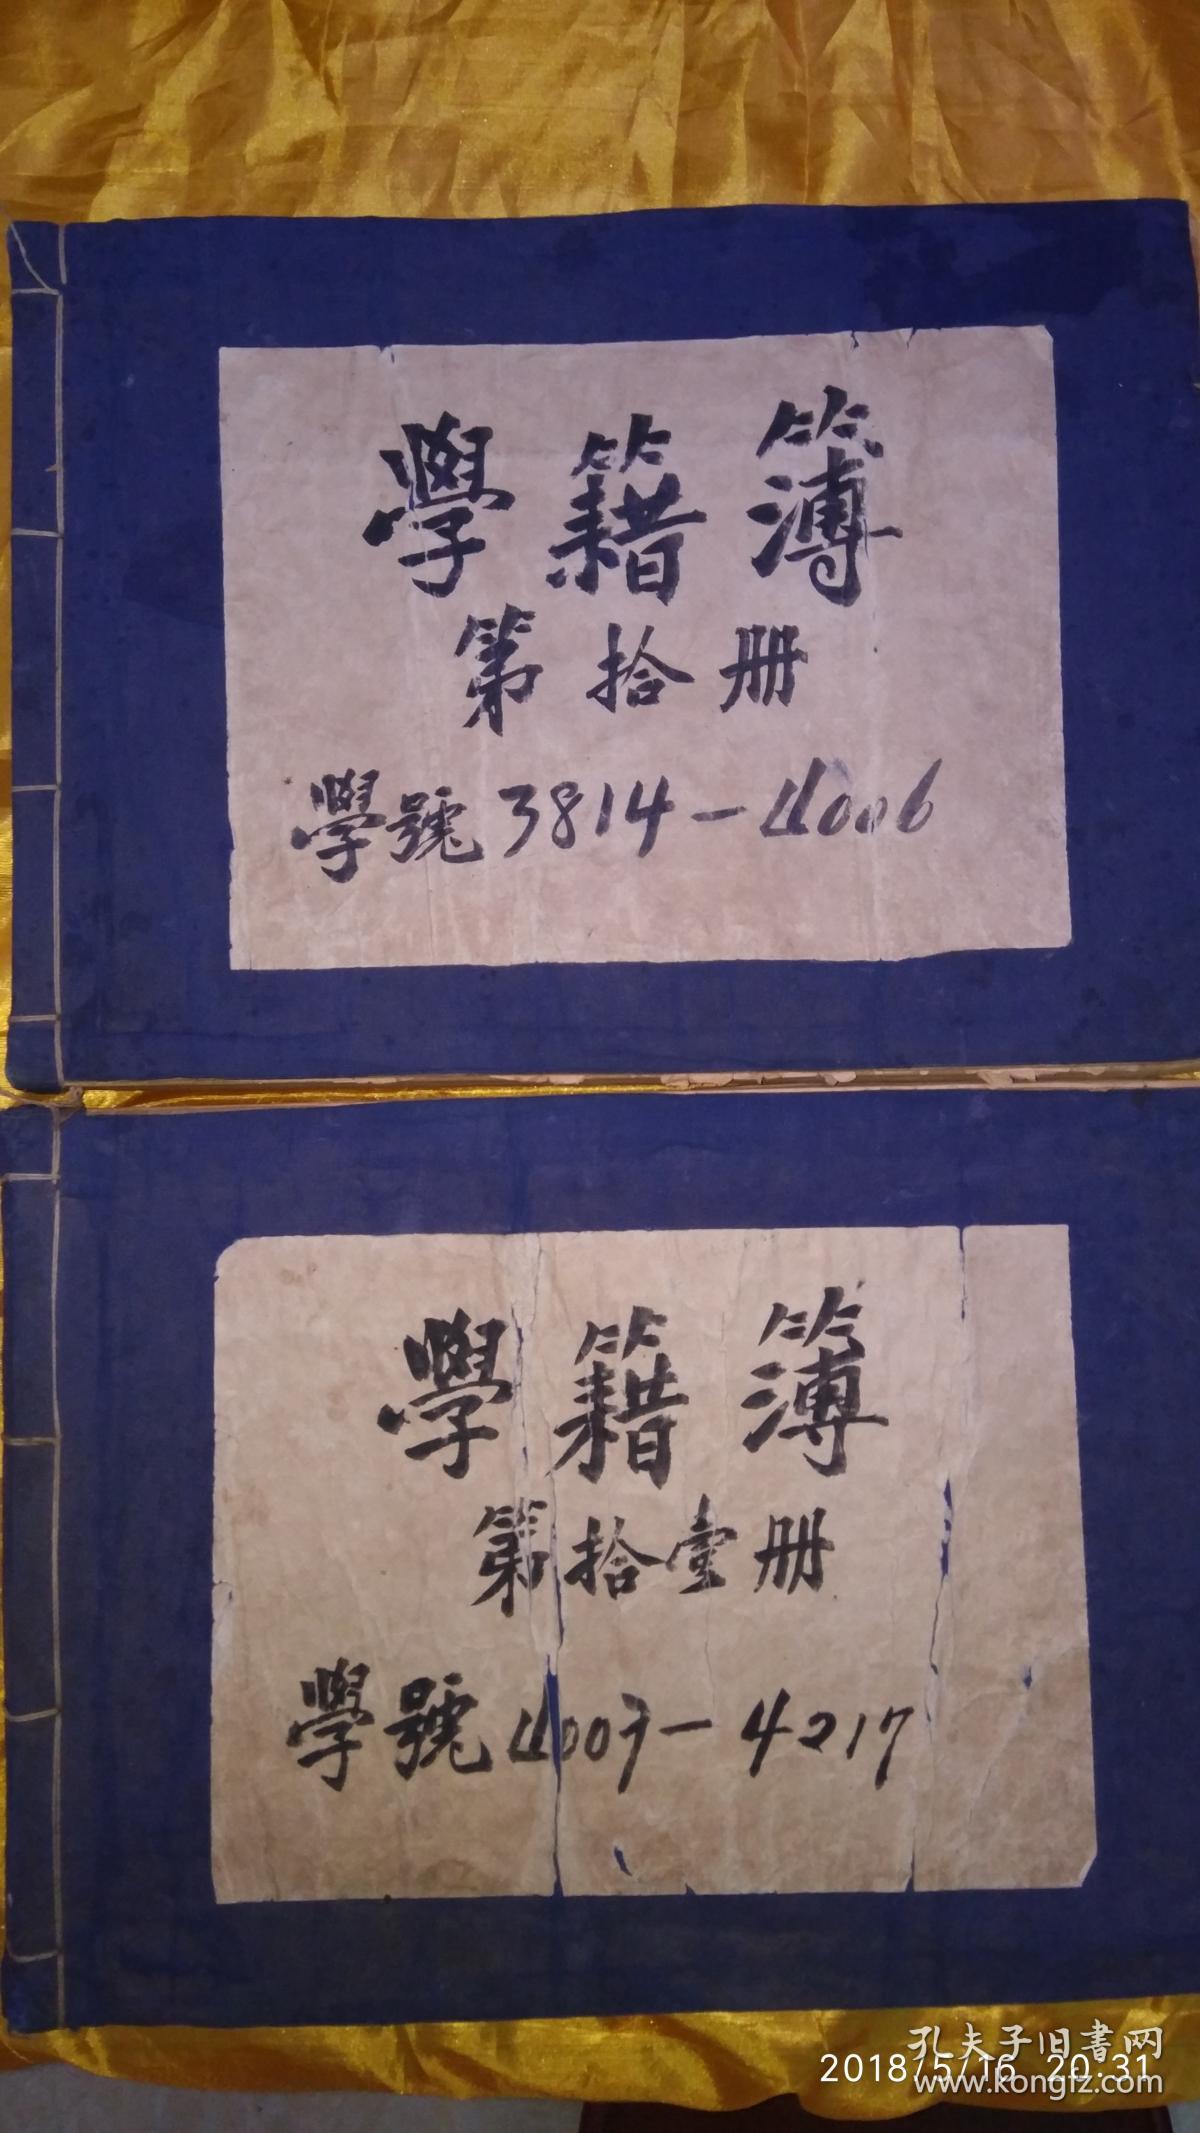 學籍簿
第拾册
學號3814-4006
學籍簿
第拾壹册
學號4007-4217
孔夫子旧書网
2018/5/16 20:31
www.kongfz.com